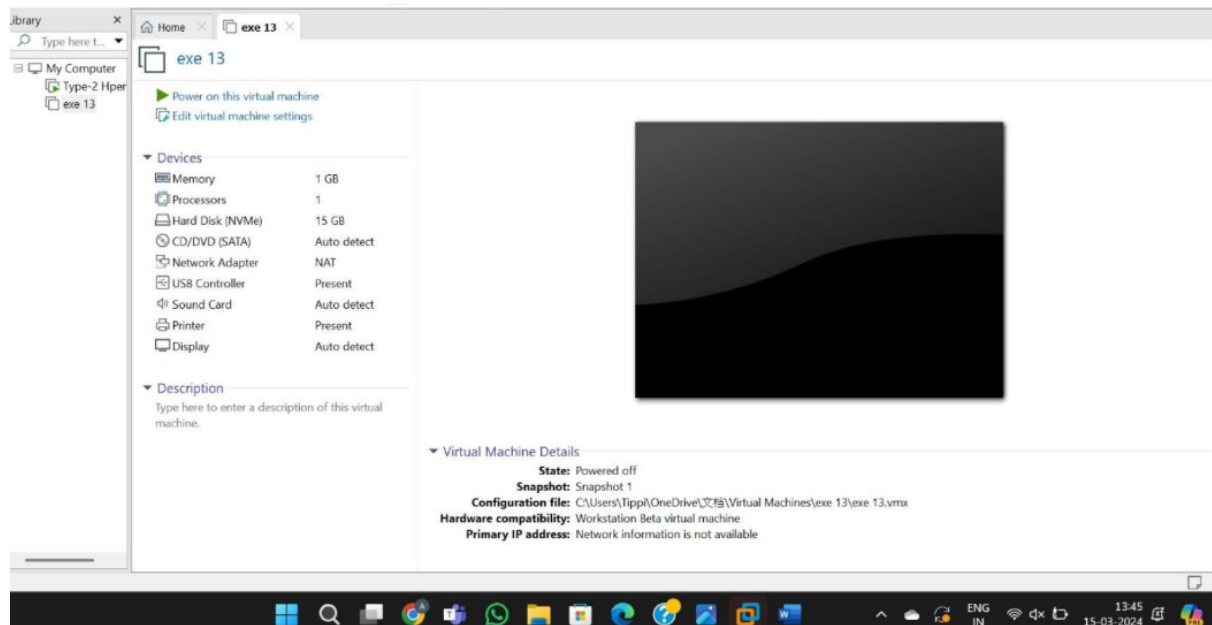 Library
Home
exe 13
Type here t...
exe 13
My Computer
Type-2 Hper
exe 13
Power on this virtual machine
Edit virtual machine settings
Devices
Memory 1 GB
Processors 1
Hard Disk (NVMe) 15 GB
CD/DVD (SATA) Auto detect
Network Adapter NAT
USB Controller Present
Sound Card Auto detect
Printer Present
Display Auto detect
Description
Type here to enter a description of this virtual
machine.
Virtual Machine Details
State: Powered off
Snapshot: Snapshot 1
Configuration file: C:\Users\Tippi\OneDrive\文档\Virtual Machines\exe 13\exe 13.vmx
Hardware compatibility: Workstation Beta virtual machine
Primary IP address: Network information is not available
ENG
IN
13:45
15-03-2024